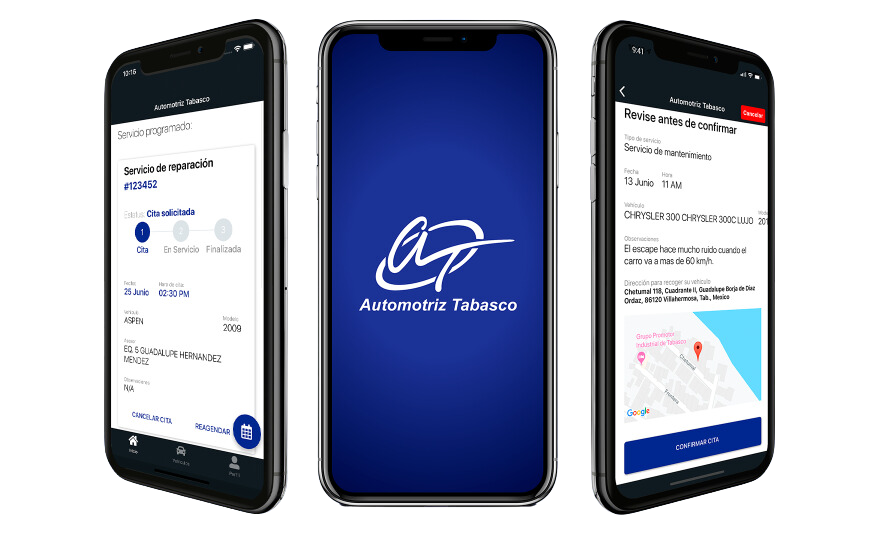 10:16
Automotriz Tabasco
Servicio programado:
Servicio de reparación
#123452
Estatus: Cita solicitada
1 2 3
Cita En Servicio Finalizada
Fecha: Hora de cita:
25 Junio 02:30 PM
Vehículo Modelo
ASPEN 2009
Asesor
EQ. 5 GUADALUPE HERNANDEZ
MENDEZ
Observaciones
N/A
CANCELAR CITA REAGENDAR
Inicio Vehículos Perfil
Automotriz Tabasco
9:41
Automotriz Tabasco
Cancelar
Revise antes de confirmar
Tipo de servicio
Servicio de mantenimiento
Fecha Hora
13 Junio 11 AM
Vehículo
CHRYSLER 300 CHRYSLER 300C LUJO
Observaciones
El escape hace mucho ruido cuando el
carro va a mas de 60 km/h.
Dirección para recoger su vehículo
Chetumal 118, Cuadrante II, Guadalupe Borja de Díaz
Ordaz, 86120 Villahermosa, Tab., Mexico
Grupo Promotor
Industrial de Tabasco
Chetumal
Frontera
Google
CONFIRMAR CITA